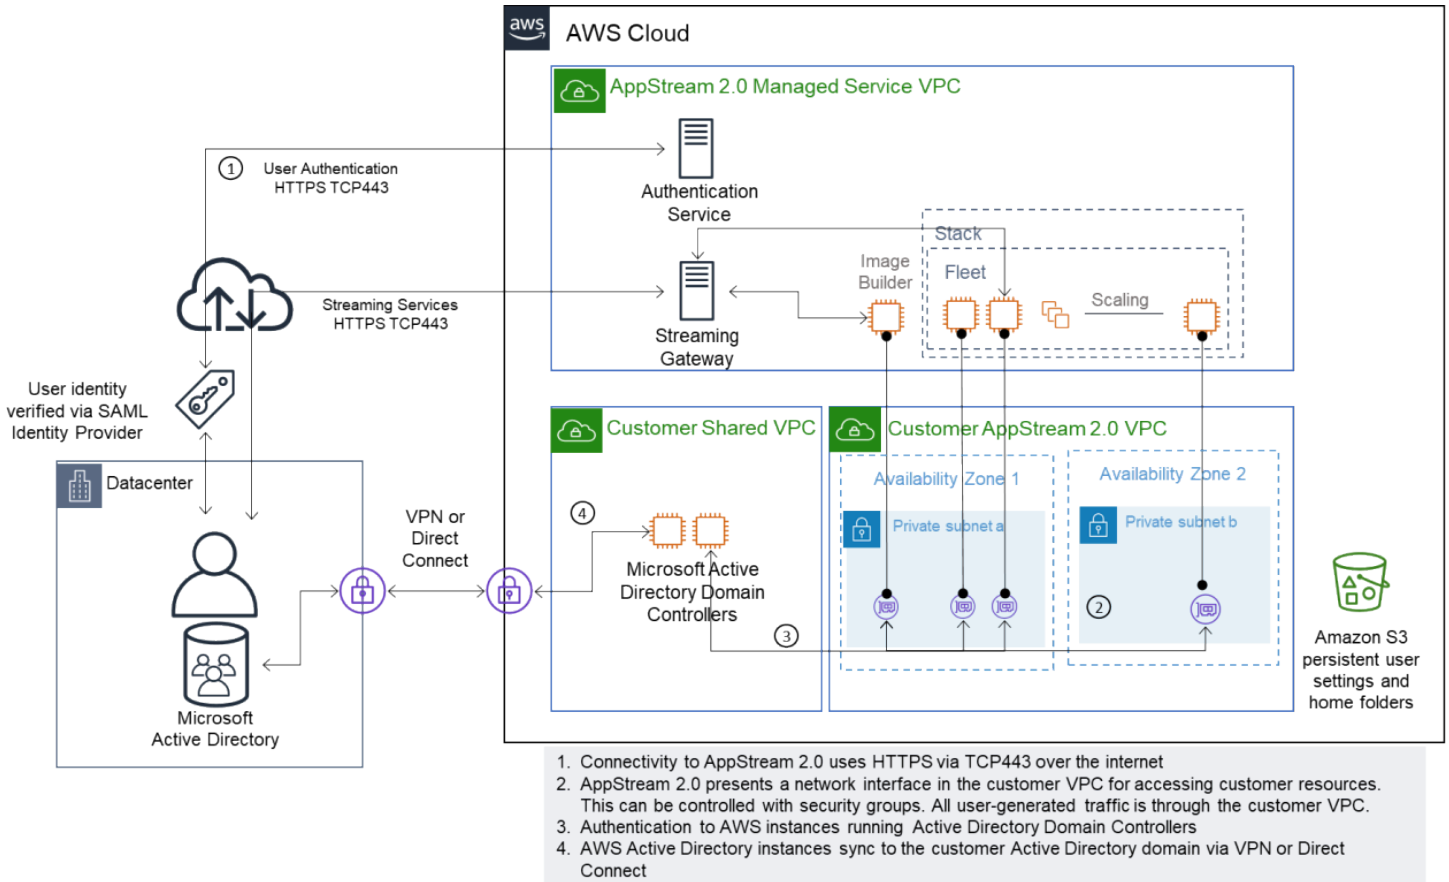 aws
AWS Cloud
AppStream 2.0 Managed Service VPC
1
User Authentication
HTTPS TCP443
Authentication
Service
Stack
Image
Builder
Fleet
Scaling
Streaming Services
HTTPS TCP443
Streaming
Gateway
User identity
verified via SAML
Identity Provider
Customer Shared VPC
Customer AppStream 2.0 VPC
Availability Zone 1
Availability Zone 2
Datacenter
VPN or
Direct
Connect
4
Private subnet a
Private subnet b
Microsoft Active
Directory Domain
Controllers
2
3
Amazon S3
persistent user
settings and
home folders
Microsoft
Active Directory
1. Connectivity to AppStream 2.0 uses HTTPS via TCP443 over the internet
2. AppStream 2.0 presents a network interface in the customer VPC for accessing customer resources.
This can be controlled with security groups. All user-generated traffic is through the customer VPC.
3. Authentication to AWS instances running Active Directory Domain Controllers
4. AWS Active Directory instances sync to the customer Active Directory domain via VPN or Direct
Connect